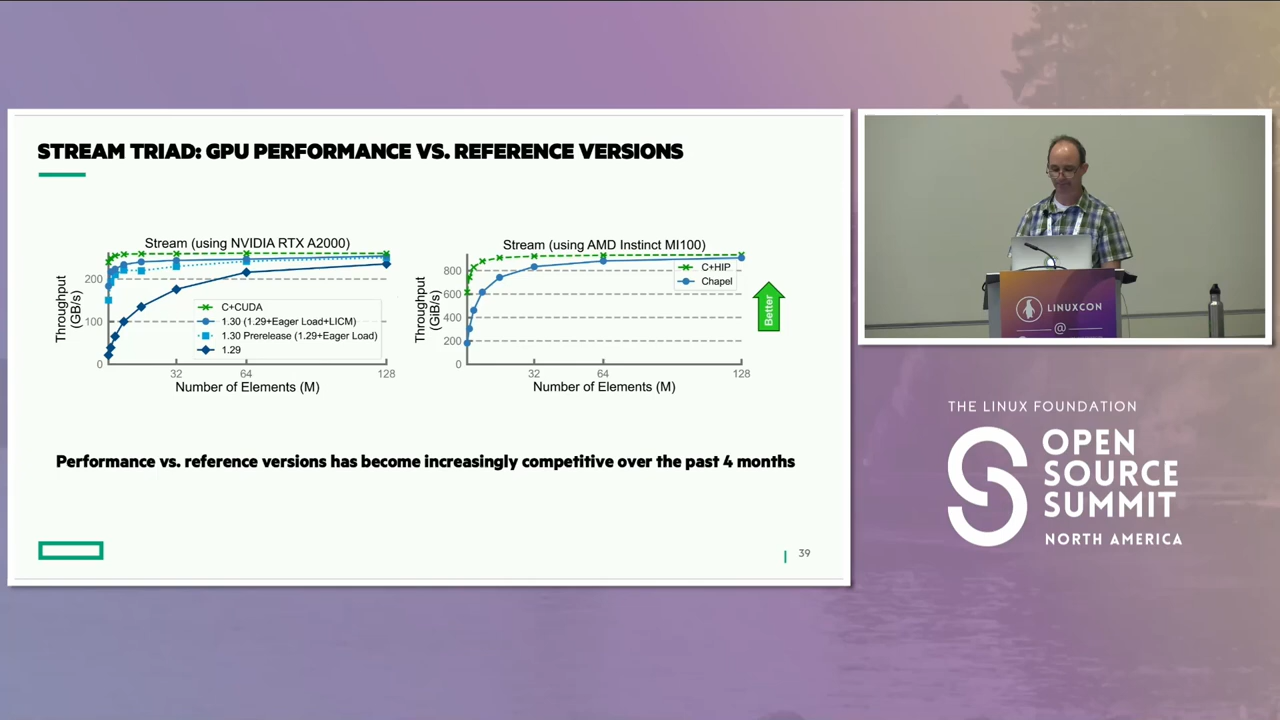 STREAM TRIAD: GPU PERFORMANCE VS. REFERENCE VERSIONS
Stream (using NVIDIA RTX A2000)
Throughput
(GB/s)
200
100
0
C+CUDA
1.30 (1.29+Eager Load+LICM)
1.30 Prerelease (1.29+Eager Load)
1.29
32
64
128
Number of Elements (M)
Stream (using AMD Instinct MI100)
Throughput
(GiB/s)
800
600
400
200
0
C+HIP
Chapel
32
64
128
Number of Elements (M)
Better
Performance vs. reference versions has become increasingly competitive over the past 4 months
39
LINUXCON
@
THE LINUX FOUNDATION
OPEN
SOURCE
SUMMIT
NORTH AMERICA